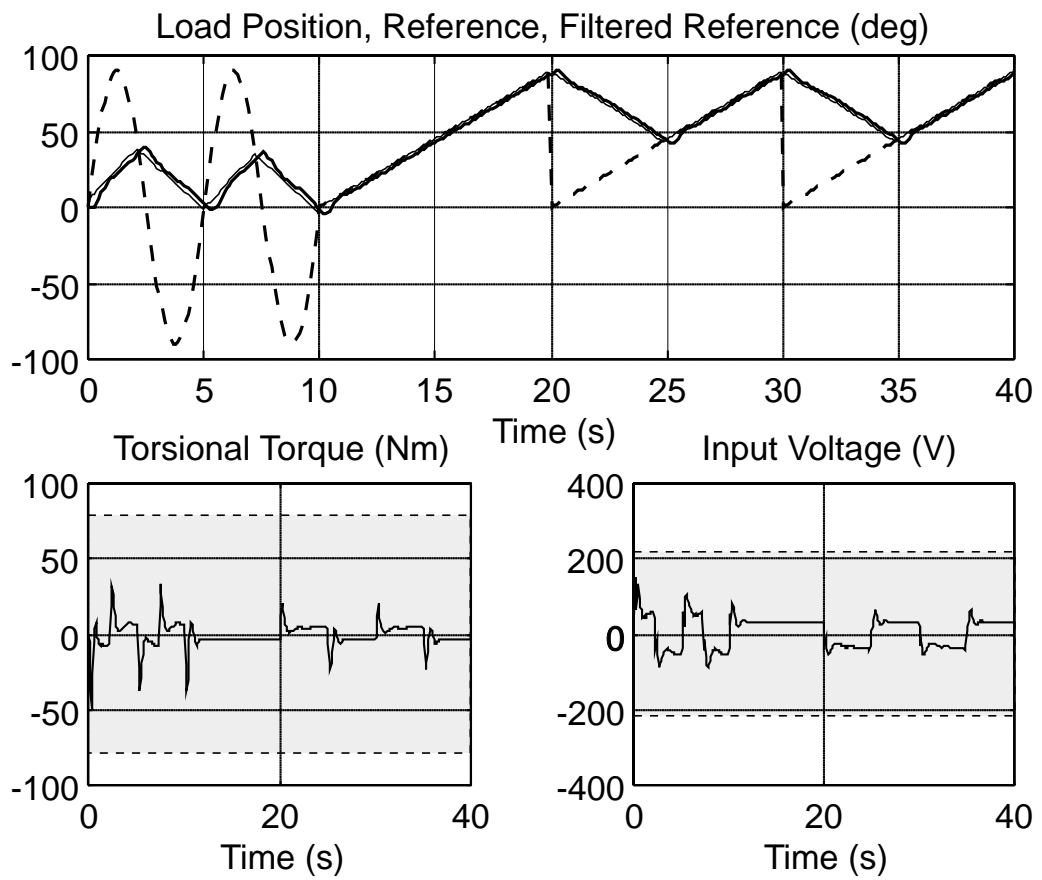 Load Position, Reference, Filtered Reference (deg)
100
50
0
-50
-100
0 5 10 15 20 25 30 35 40
Time (s)
Torsional Torque (Nm)
100
50
0
-50
-100
0 20 40
Time (s)
Input Voltage (V)
400
200
0
-200
-400
0 20 40
Time (s)